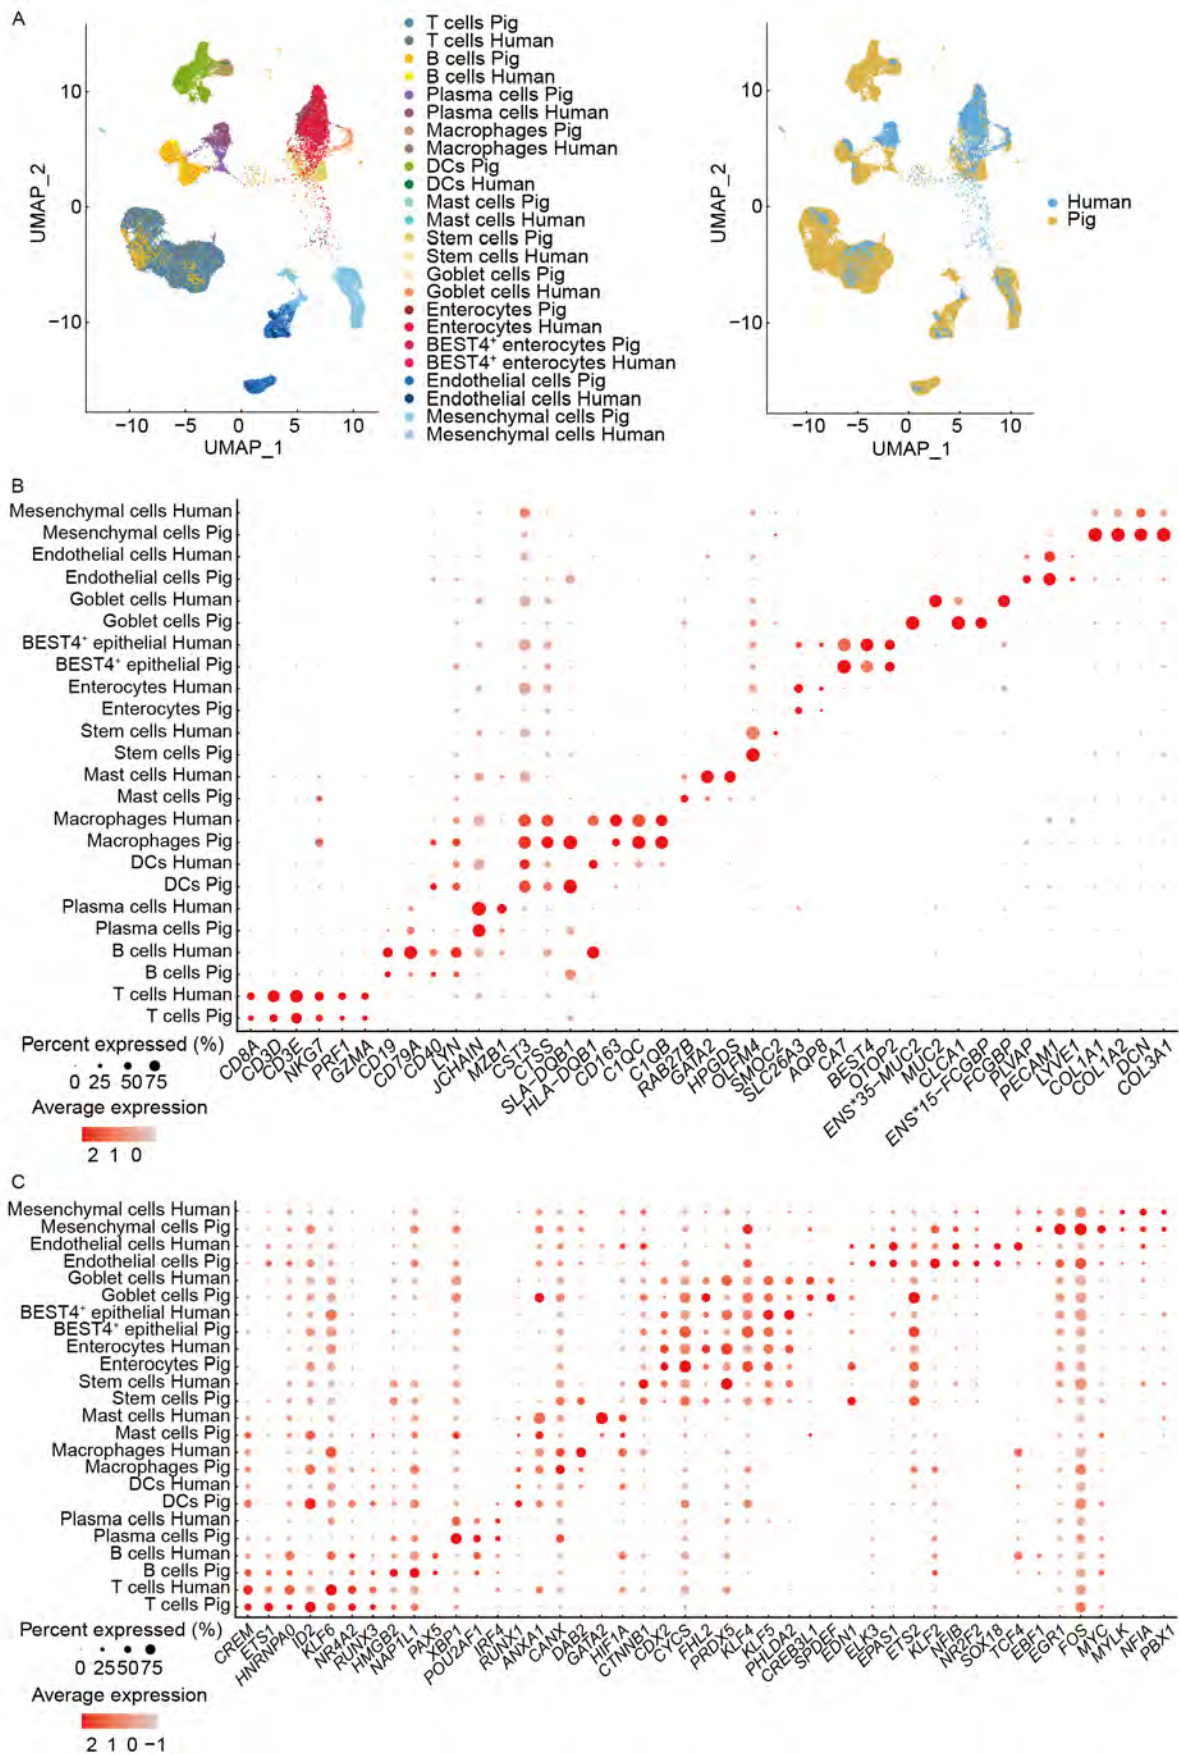 A
10
0
−10
UMAP_2
−10 −5 0 5 10
UMAP_1
T cells Pig
T cells Human
B cells Pig
B cells Human
Plasma cells Pig
Plasma cells Human
Macrophages Pig
Macrophages Human
DCs Pig
DCs Human
Mast cells Pig
Mast cells Human
Stem cells Pig
Stem cells Human
Goblet cells Pig
Goblet cells Human
Enterocytes Pig
Enterocytes Human
BEST4⁺ enterocytes Pig
BEST4⁺ enterocytes Human
Endothelial cells Pig
Endothelial cells Human
Mesenchymal cells Pig
Mesenchymal cells Human
10
0
−10
UMAP_2
−10 −5 0 5 10
UMAP_1
Human
Pig
B
Mesenchymal cells Human
Mesenchymal cells Pig
Endothelial cells Human
Endothelial cells Pig
Goblet cells Human
Goblet cells Pig
BEST4⁺ epithelial Human
BEST4⁺ epithelial Pig
Enterocytes Human
Enterocytes Pig
Stem cells Human
Stem cells Pig
Mast cells Human
Mast cells Pig
Macrophages Human
Macrophages Pig
DCs Human
DCs Pig
Plasma cells Human
Plasma cells Pig
B cells Human
B cells Pig
T cells Human
T cells Pig
Percent expressed (%)
0 25 50 75
Average expression
2 1 0
CD8A
CD3D
CD3E
NKG7
PRF1
GZMA
CD19
CD79A
CD40
LYN
JCHAIN
MZB1
CST3
CTSS
SLA−DQB1
HLA−DQB1
CD163
C1QC
C1QB
RAB27B
GATA2
HPGDS
OLFM4
SMOC2
SLC26A3
AQP8
CA7
BEST4
OTOP2
ENS*35−MUC2
MUC2
CLCA1
ENS*15−FCGBP
FCGBP
PLVAP
PECAM1
LYVE1
COL1A1
COL1A2
DCN
COL3A1
C
Mesenchymal cells Human
Mesenchymal cells Pig
Endothelial cells Human
Endothelial cells Pig
Goblet cells Human
Goblet cells Pig
BEST4⁺ epithelial Human
BEST4⁺ epithelial Pig
Enterocytes Human
Enterocytes Pig
Stem cells Human
Stem cells Pig
Mast cells Human
Mast cells Pig
Macrophages Human
Macrophages Pig
DCs Human
DCs Pig
Plasma cells Human
Plasma cells Pig
B cells Human
B cells Pig
T cells Human
T cells Pig
Percent expressed (%)
0 25 50 75
Average expression
2 1 0 −1
CREM
ETS1
HNRNPA0
ID2
KLF6
NR4A2
RUNX3
HMGB2
NAP1L1
PAX5
XBP1
POU2AF1
IRF4
RUNX1
ANXA1
CANX
DAB2
GATA2
HIF1A
CTNNB1
CDX2
CYCS
FHL2
PRDX5
KLF4
KLF5
PHLDA2
CREB3L1
SPDEF
EDN1
ELK3
EPAS1
ETS2
KLF2
NFIB
NR2F2
SOX18
TCF4
EBF1
EGR1
FOS
MYC
MYLK
NFIA
PBX1